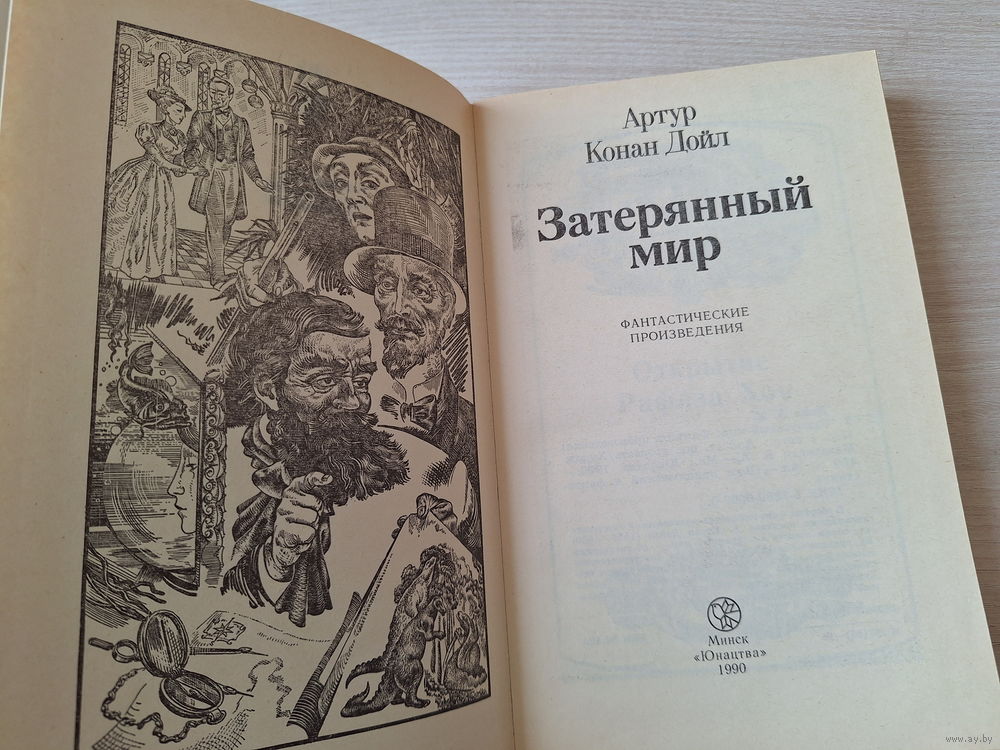 Артур
Конан Дойл
Затерянный
мир
ФАНТАСТИЧЕСКИЕ
ПРОИЗВЕДЕНИЯ
Минск
«Юнацтва»
1990
www.ay.by